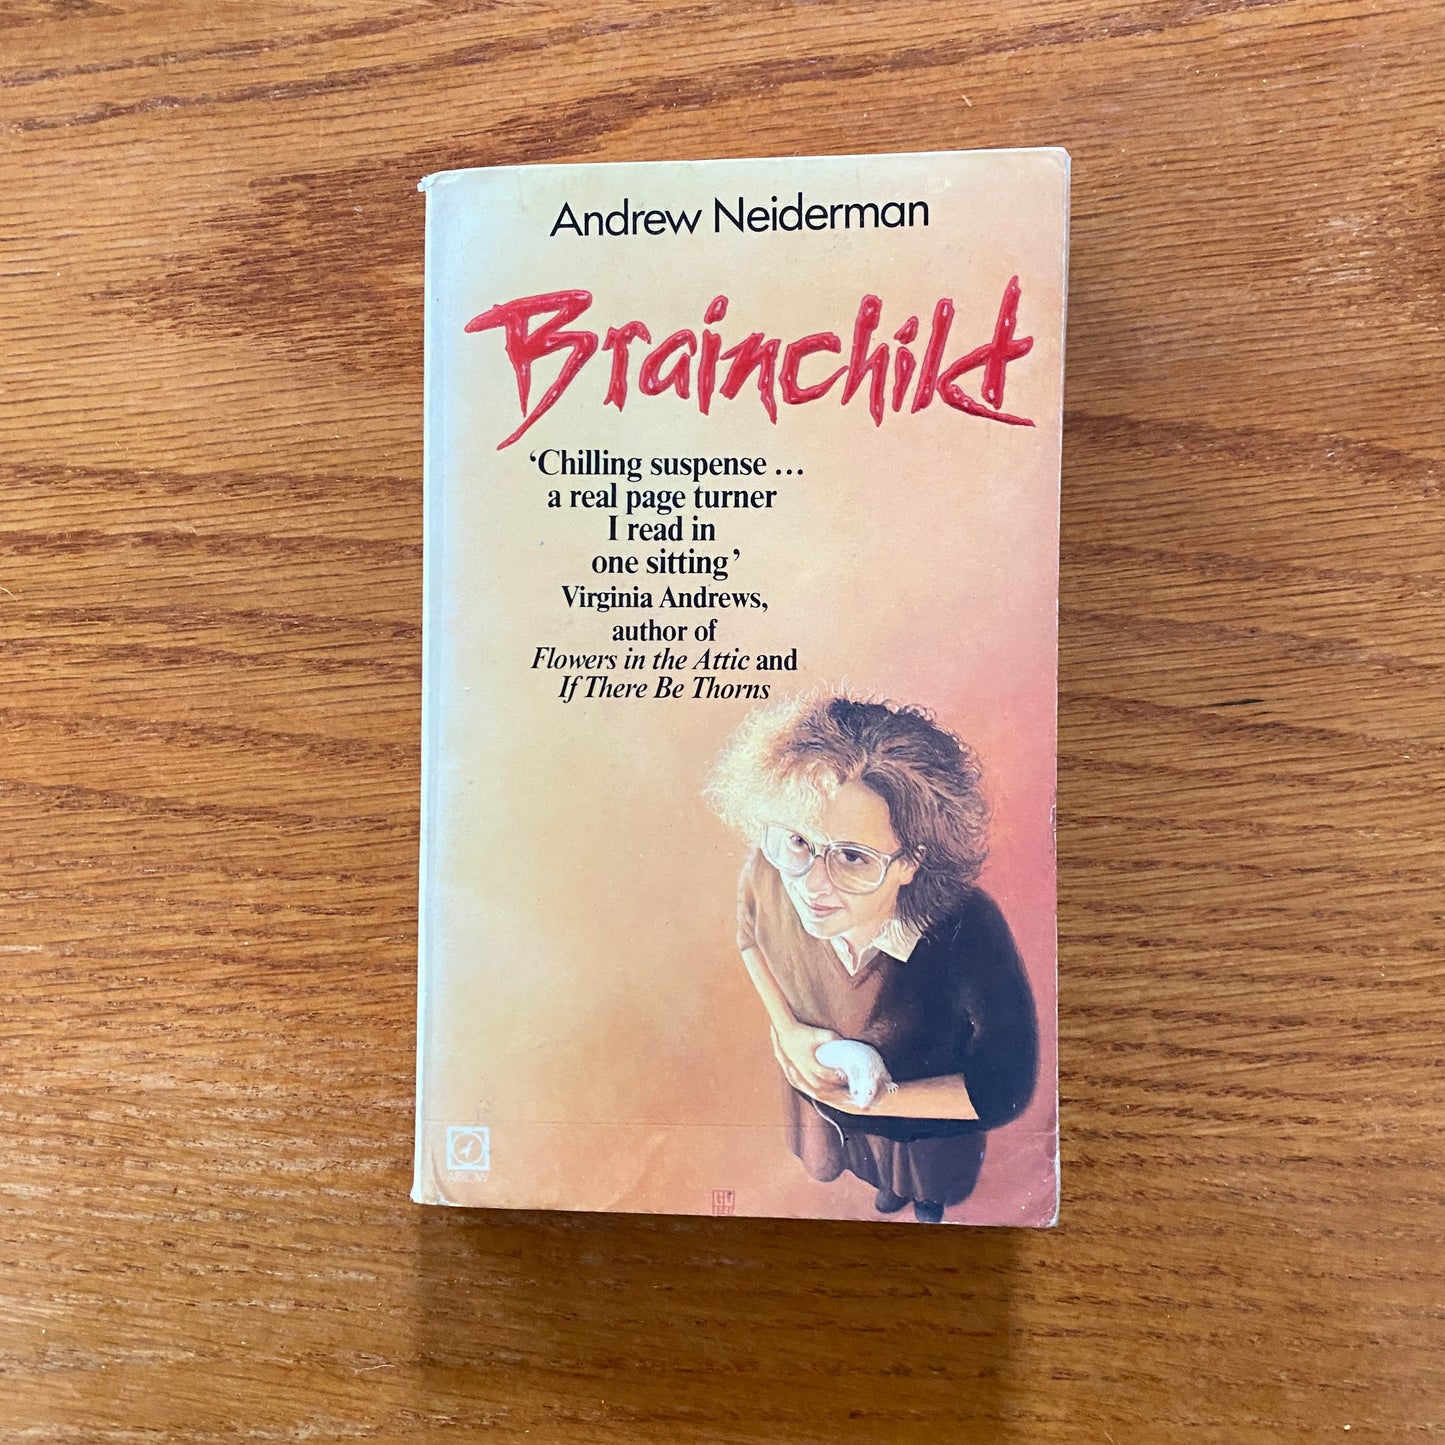 Andrew Neiderman
Brainchild
‘Chilling suspense ...
a real page turner
I read in
one sitting’
Virginia Andrews,
author of
Flowers in the Attic and
If There Be Thorns
ARROW